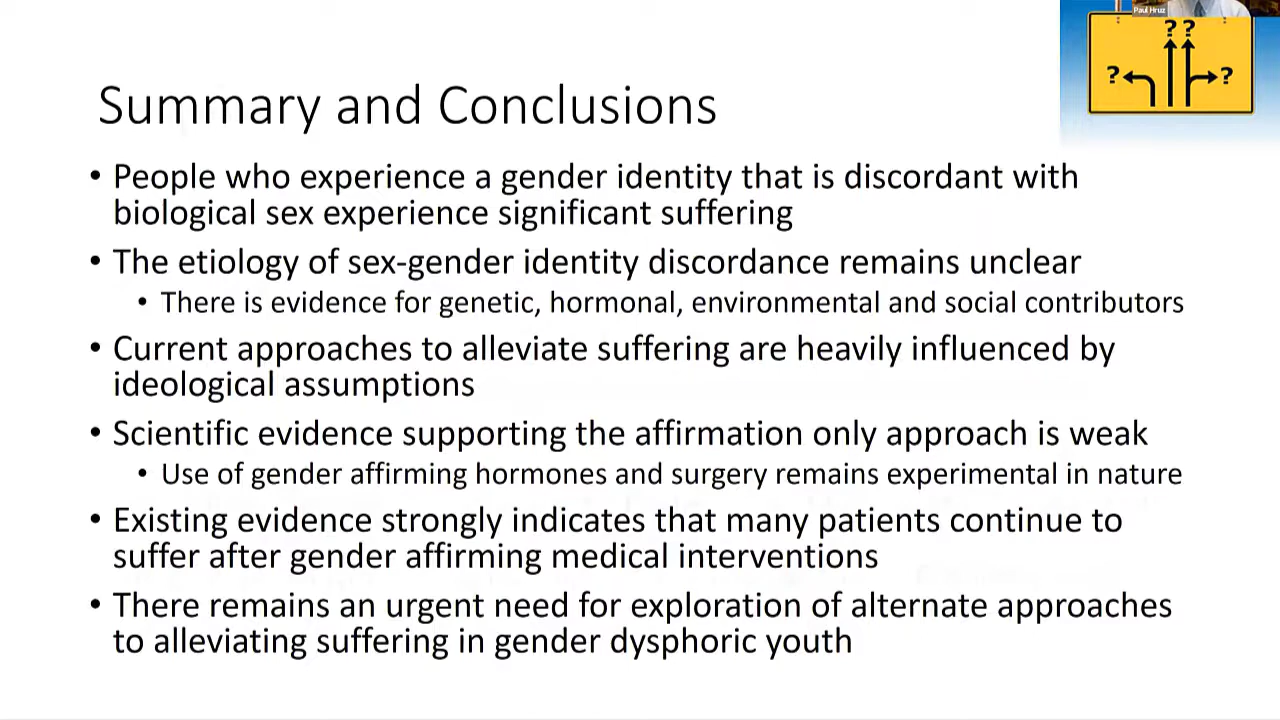 Paul Hruz
? ?
? ?
Summary and Conclusions
• People who experience a gender identity that is discordant with
biological sex experience significant suffering
• The etiology of sex-gender identity discordance remains unclear
• There is evidence for genetic, hormonal, environmental and social contributors
• Current approaches to alleviate suffering are heavily influenced by
ideological assumptions
• Scientific evidence supporting the affirmation only approach is weak
• Use of gender affirming hormones and surgery remains experimental in nature
• Existing evidence strongly indicates that many patients continue to
suffer after gender affirming medical interventions
• There remains an urgent need for exploration of alternate approaches
to alleviating suffering in gender dysphoric youth